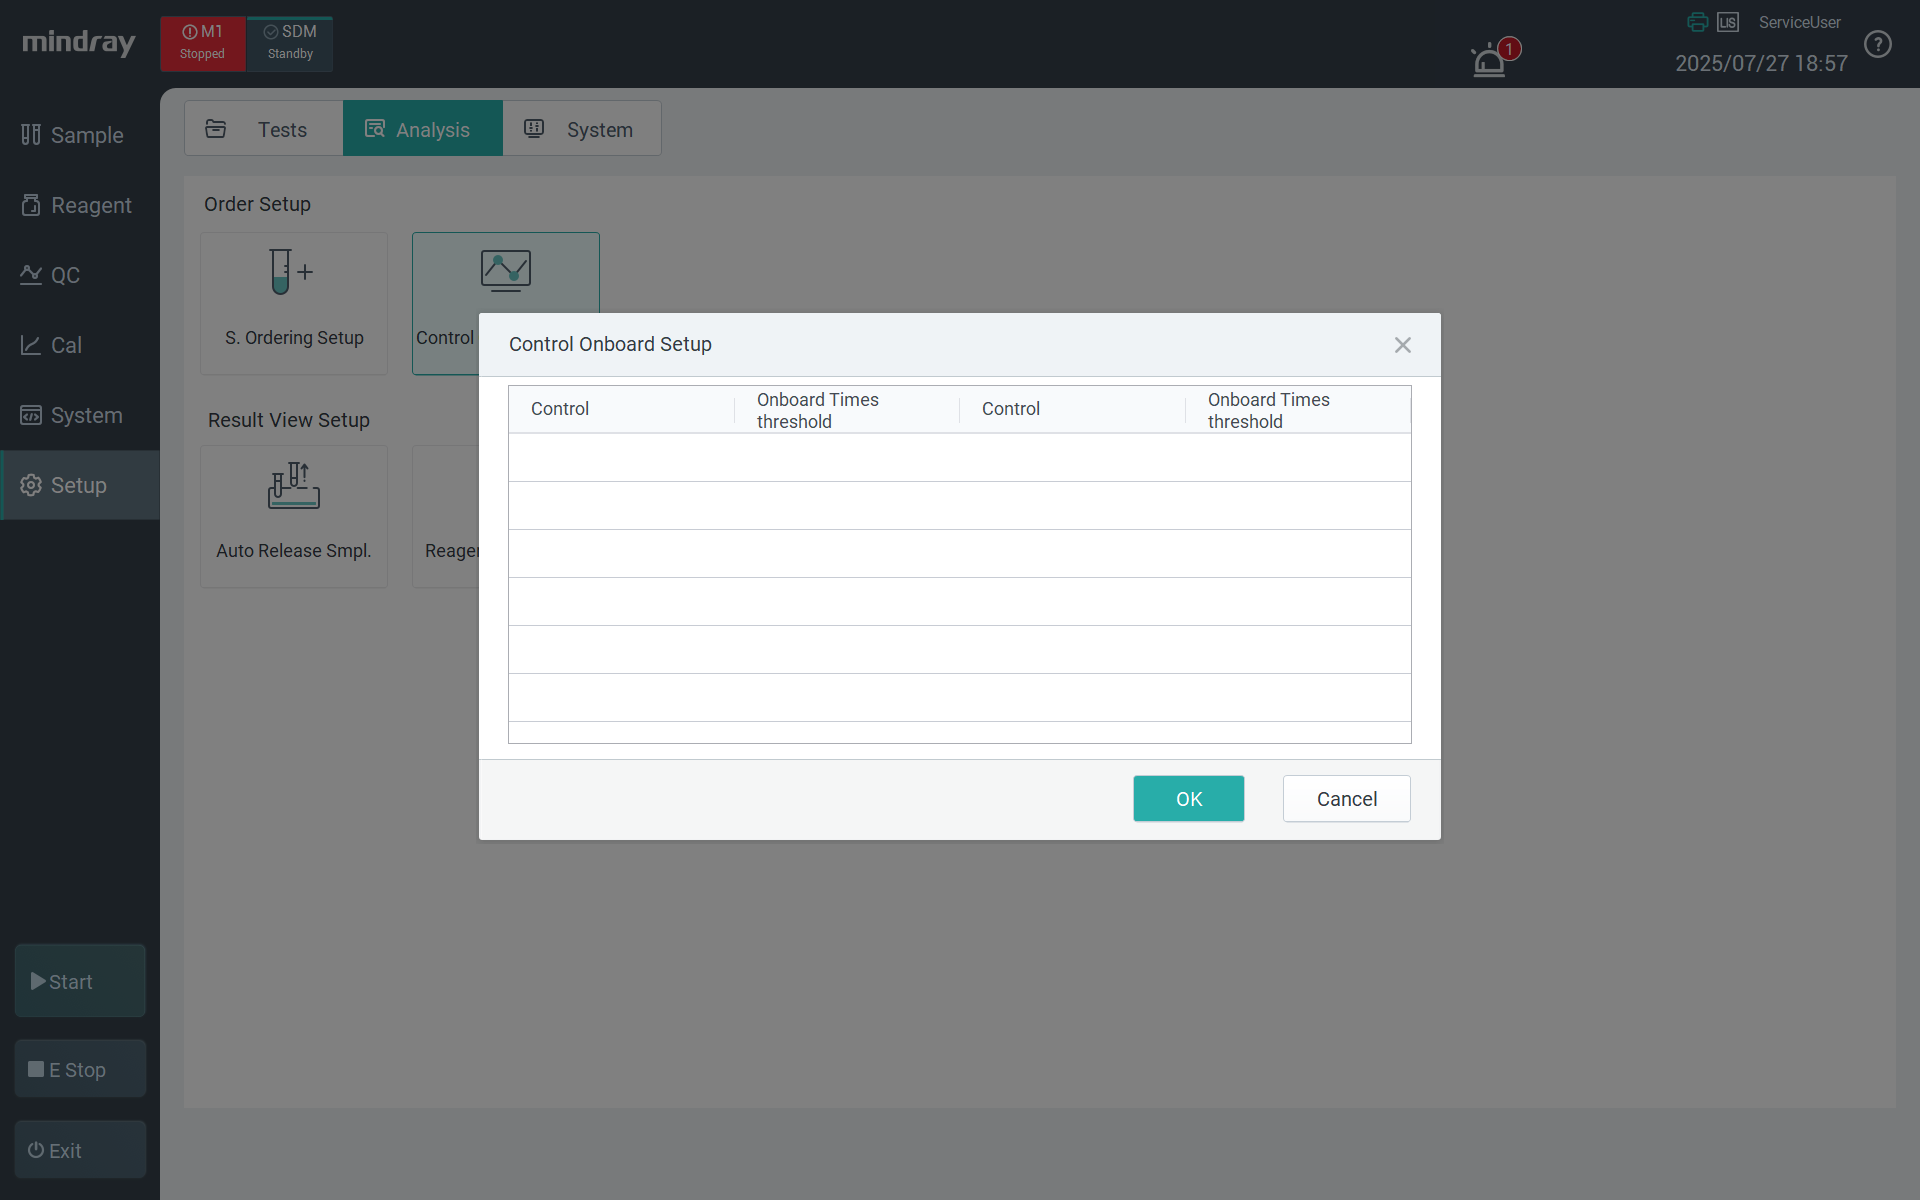 mindray
M1
Stopped
SDM
Standby
1
LIS
ServiceUser
2025/07/27 18:57
?
Sample
Reagent
QC
Cal
System
Setup
Start
E Stop
Exit
Tests
Analysis
System
Order Setup
S. Ordering Setup
Control
Result View Setup
Auto Release Smpl.
Reagen
Control Onboard Setup
Control
Onboard Times
threshold
Control
Onboard Times
threshold
OK
Cancel